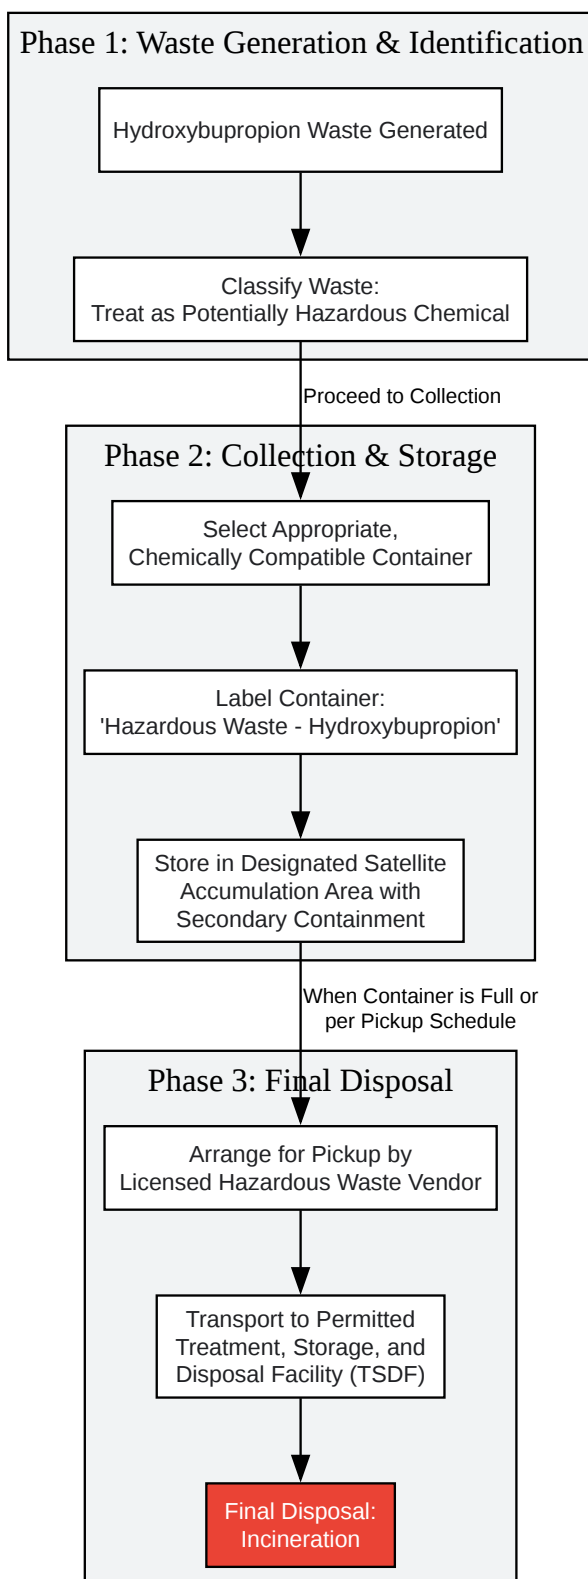 Phase 1: Waste Generation & Identification
Hydroxybupropion Waste Generated
Classify Waste:
Treat as Potentially Hazardous Chemical
Proceed to Collection
Phase 2: Collection & Storage
Select Appropriate,
Chemically Compatible Container
Label Container:
'Hazardous Waste - Hydroxybupropion'
Store in Designated Satellite
Accumulation Area with
Secondary Containment
When Container is Full or
per Pickup Schedule
Phase 3: Final Disposal
Arrange for Pickup by
Licensed Hazardous Waste Vendor
Transport to Permitted
Treatment, Storage, and
Disposal Facility (TSDF)
Final Disposal:
Incineration